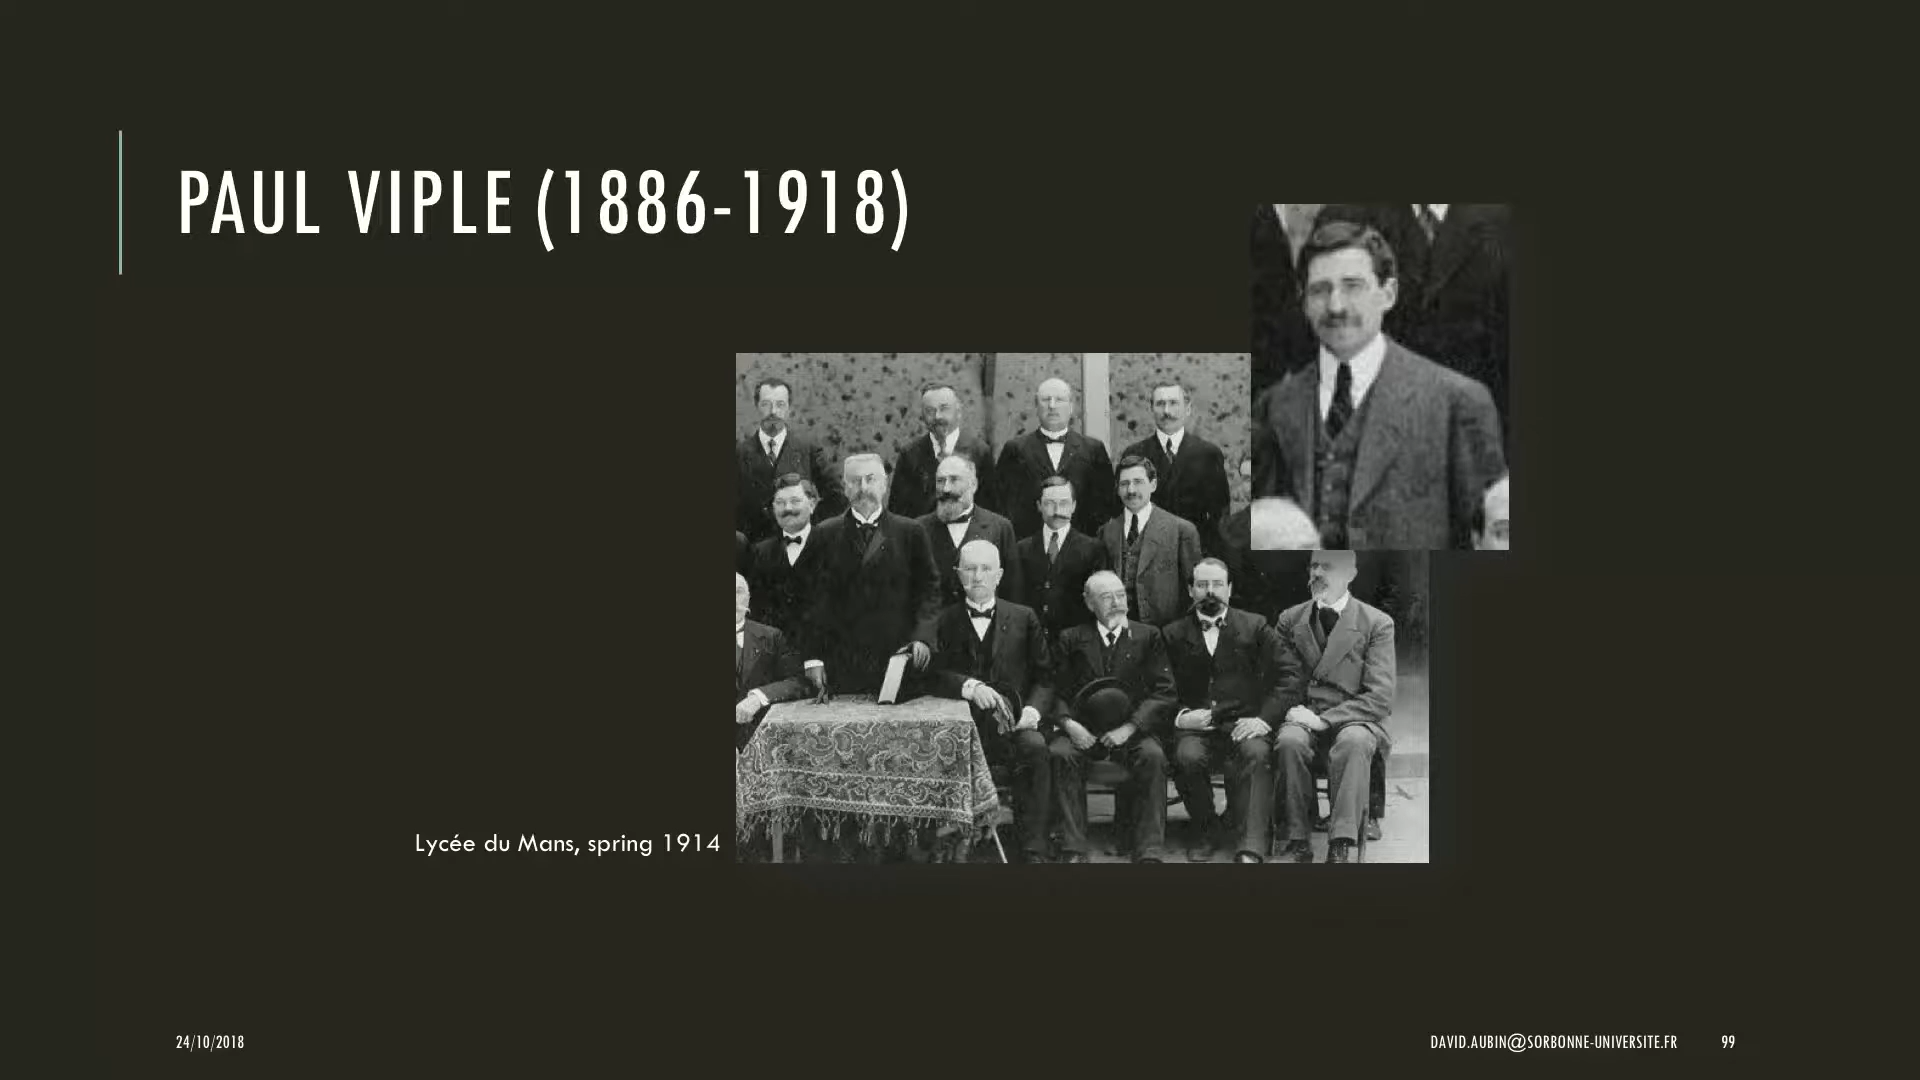 PAUL VIPLE (1886-1918)
Lycée du Mans, spring 1914
24/10/2018
DAVID.AUBIN@SORBONNE-UNIVERSITE.FR
99